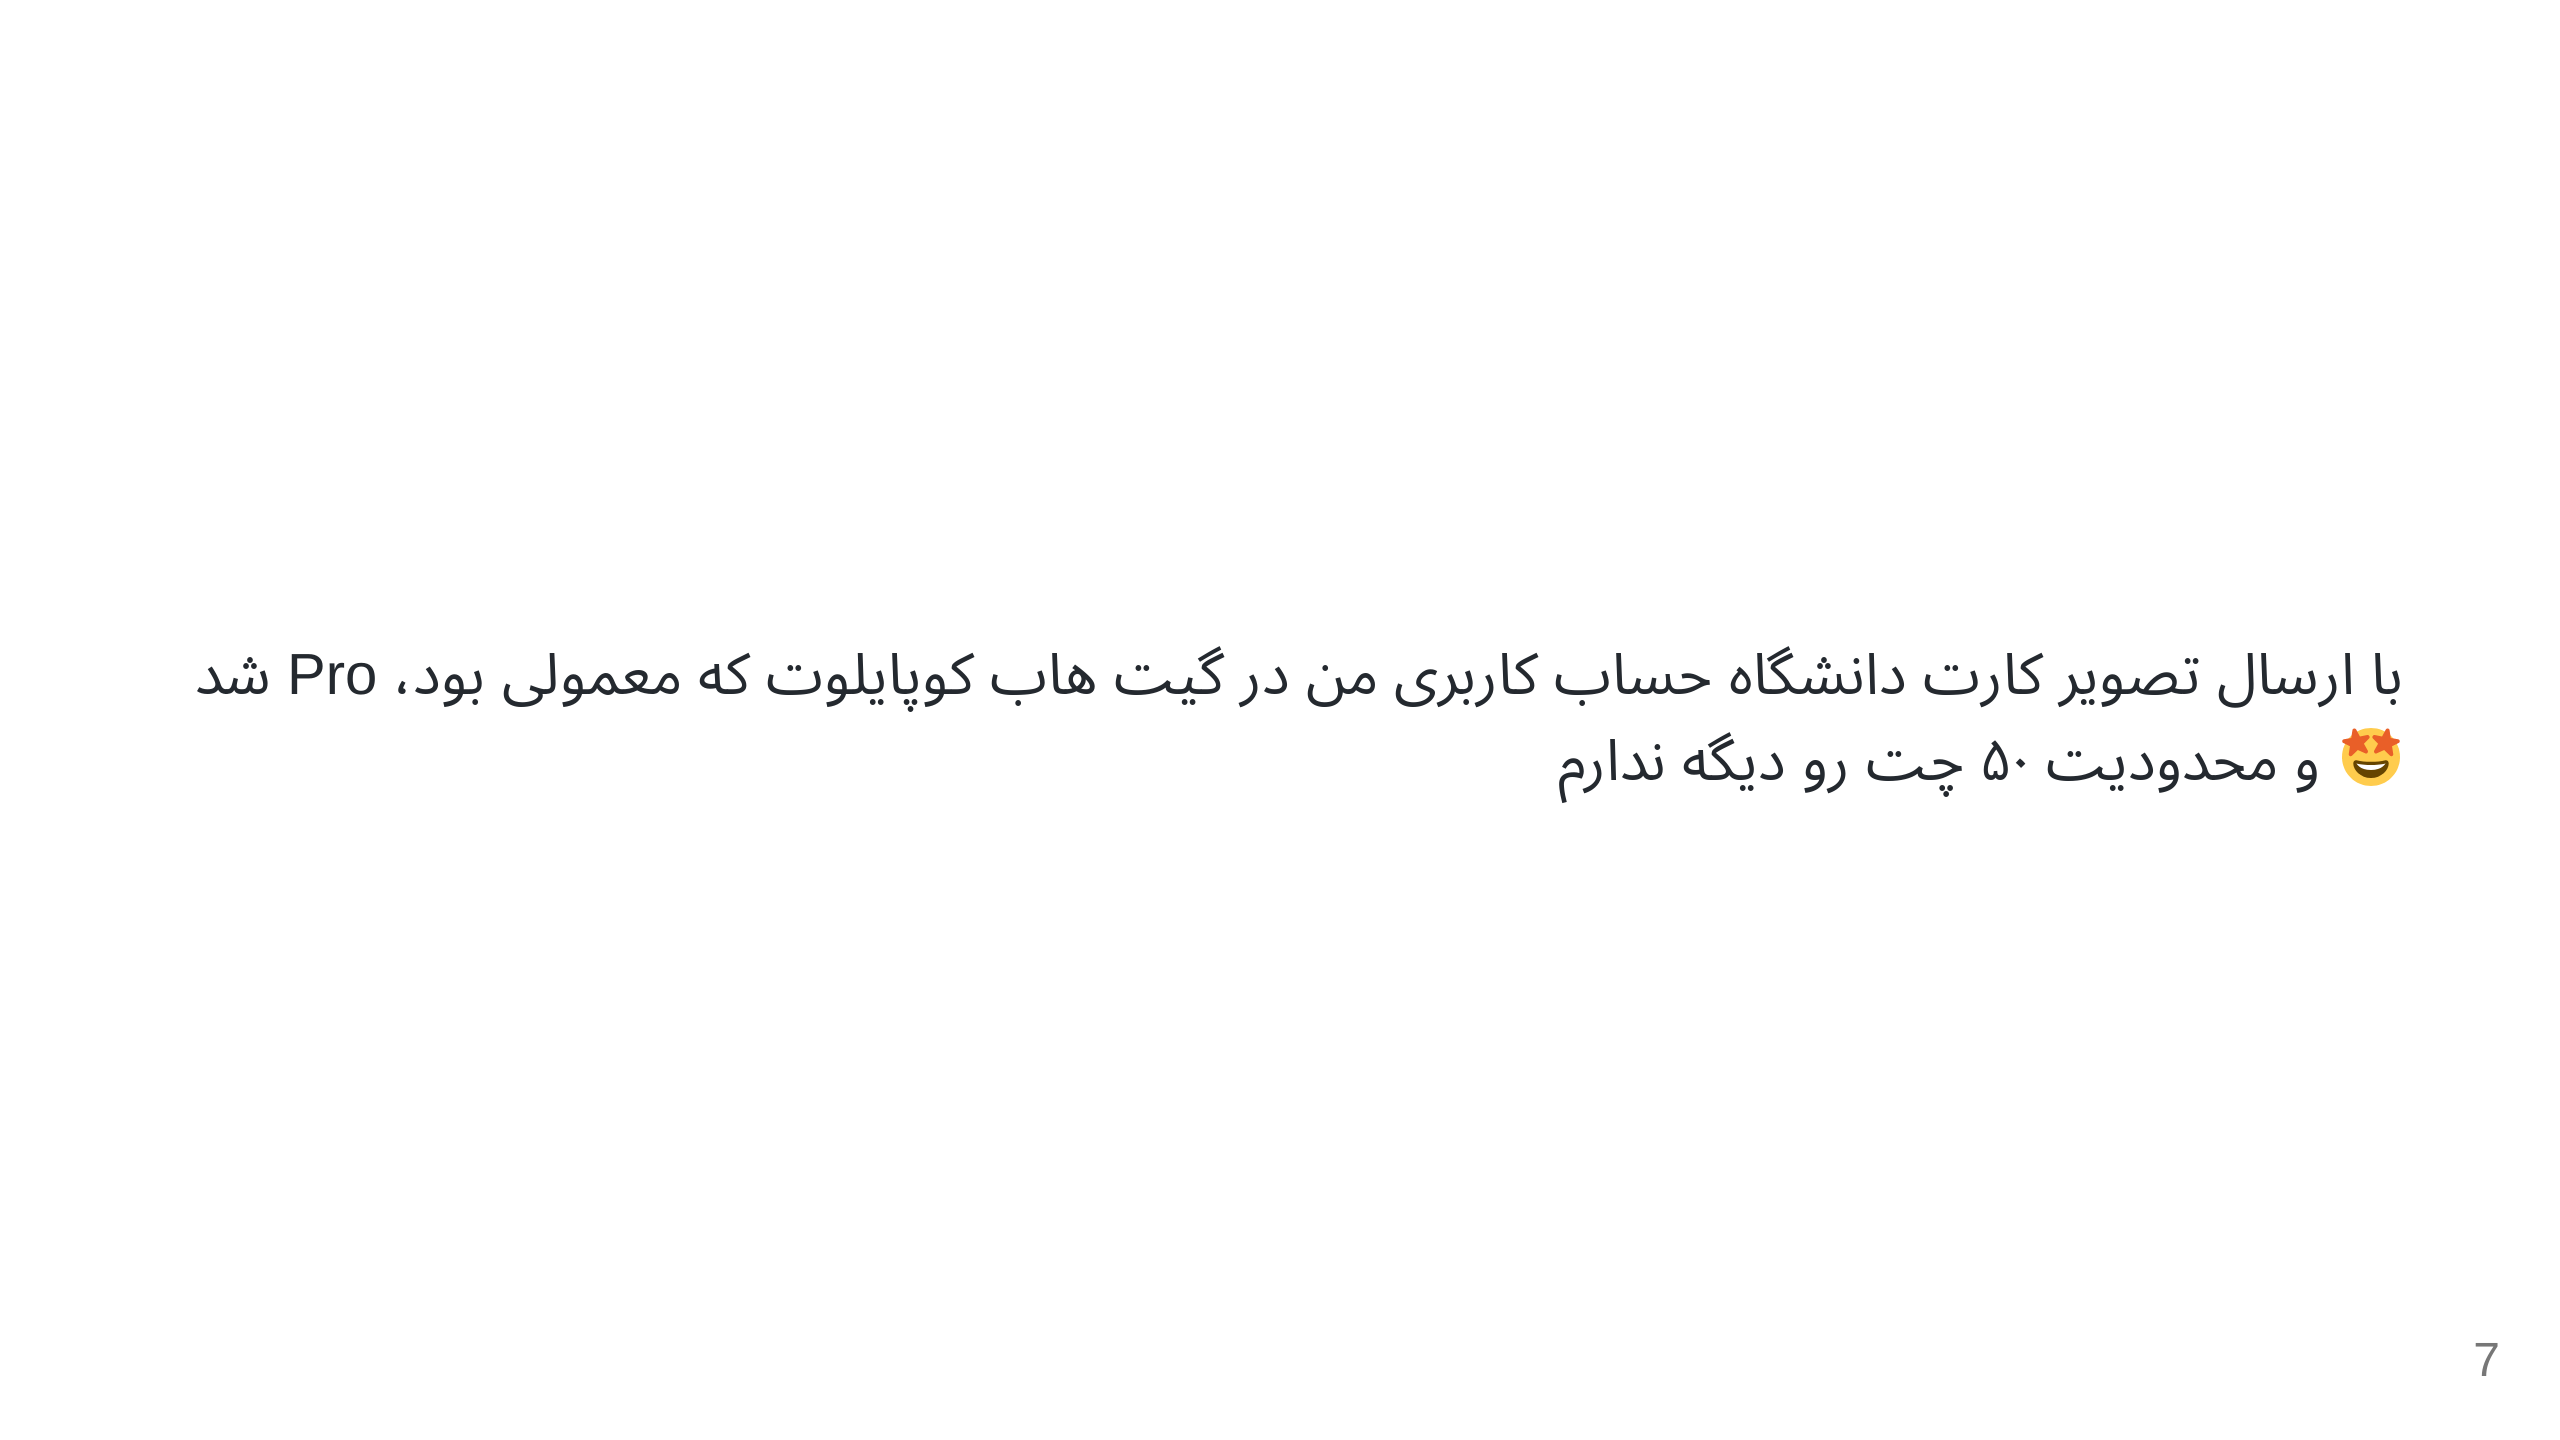 با ارسال تصویر کارت دانشگاه حساب کاربری من در گیت هاب کوپایلوت که معمولی بود، Pro شد
🤩 و محدودیت ۵۰ چت رو دیگه ندارم
7